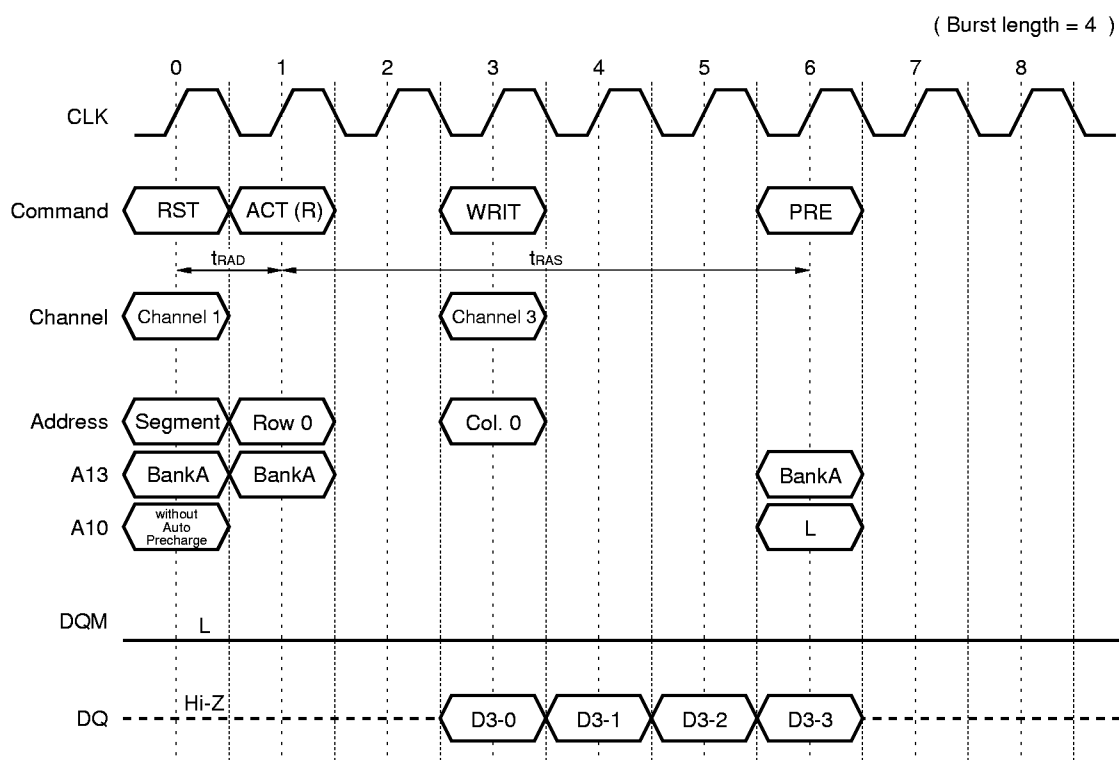 ( Burst length = 4 )
0 1 2 3 4 5 6 7 8
CLK
Command RST ACT (R) WRIT PRE
tRAD tRAS
Channel Channel 1 Channel 3
Address Segment Row 0 Col. 0
A13 BankA BankA BankA
A10 without Auto Precharge L
DQM L
Hi-Z
DQ D3-0 D3-1 D3-2 D3-3